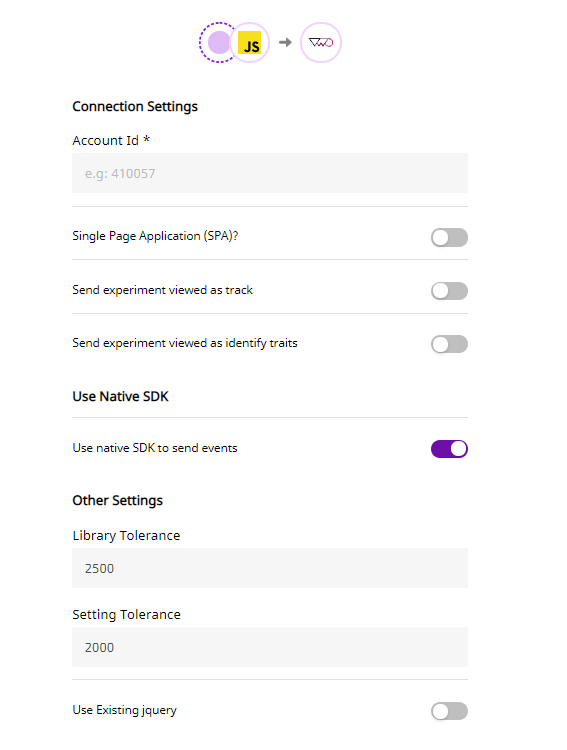 JS
VWO
Connection Settings
Account Id *
e.g: 410057
Single Page Application (SPA)?
Send experiment viewed as track
Send experiment viewed as identify traits
Use Native SDK
Use native SDK to send events
Other Settings
Library Tolerance
2500
Setting Tolerance
2000
Use Existing jquery